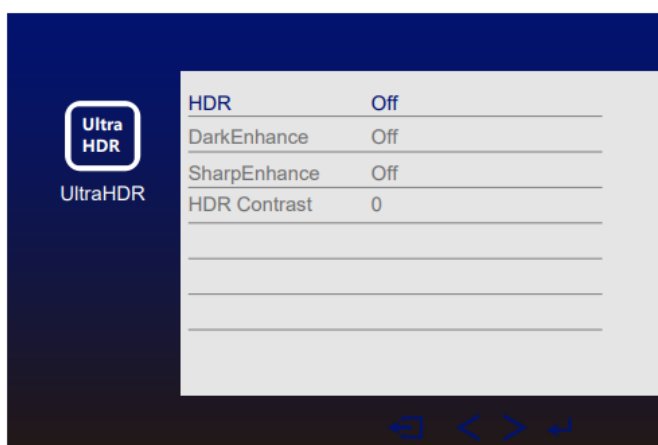 Ultra
HDR
UltraHDR
HDR Off
DarkEnhance Off
SharpEnhance Off
HDR Contrast 0